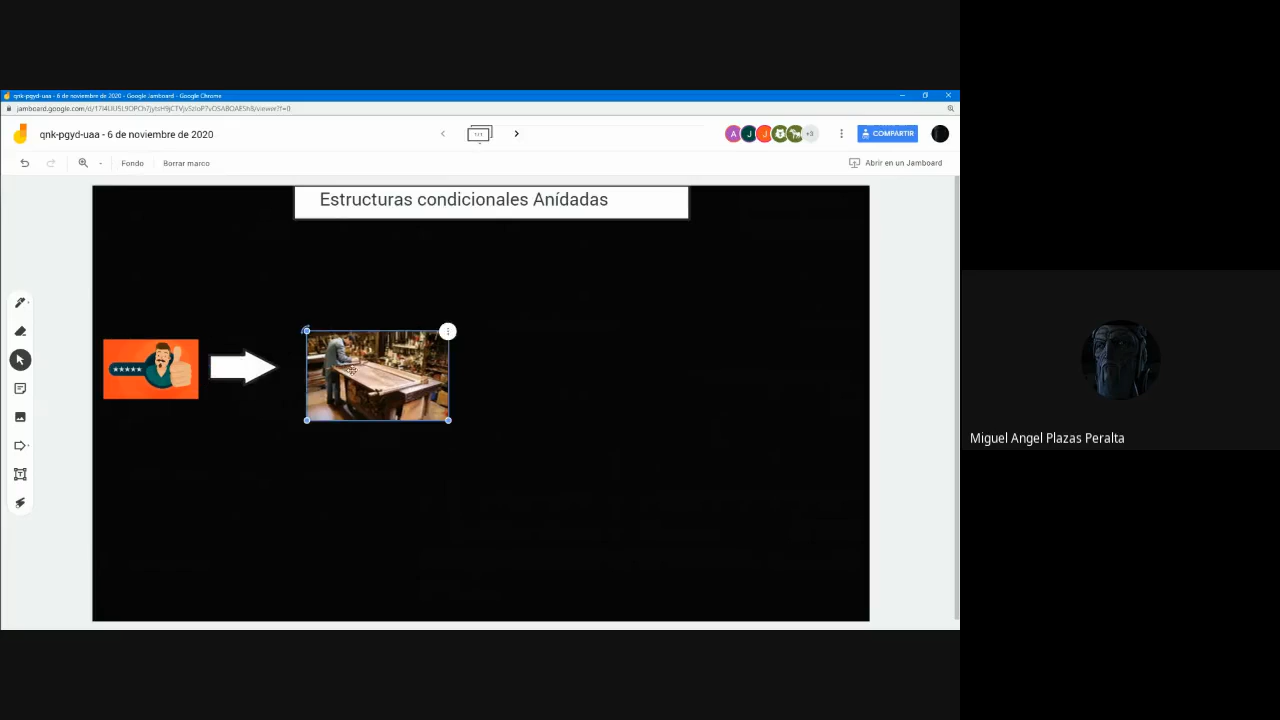 qnk-pgyd-uaa - 6 de noviembre de 2020 - Google Jamboard - Google Chrome
qnk-pgyd-uaa - 6 de noviembre de 2020
A J J +3
COMPARTIR
Fondo
Borrar marco
Abrir en un Jamboard
Estructuras condicionales Anídadas
Miguel Angel Plazas Peralta